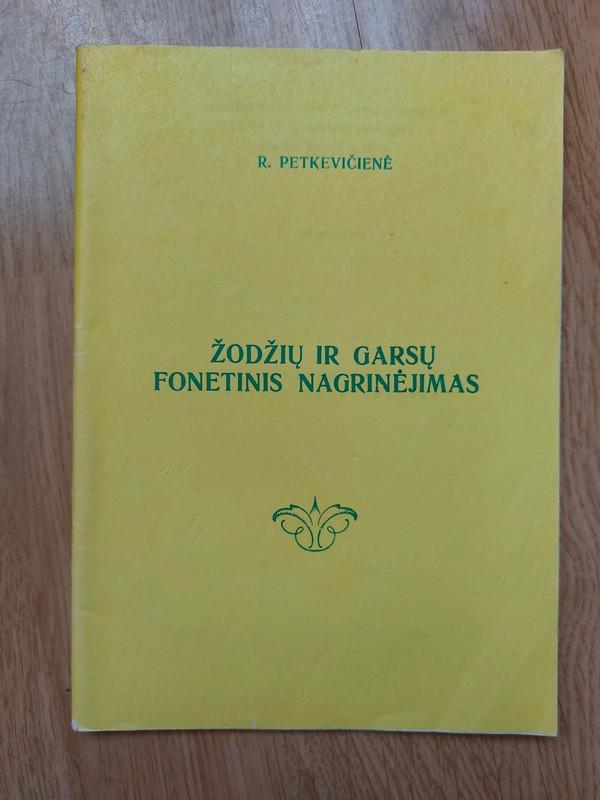 R. PETKEVIČIENĖ
ŽODŽIŲ IR GARSŲ
FONETINIS NAGRINĖJIMAS